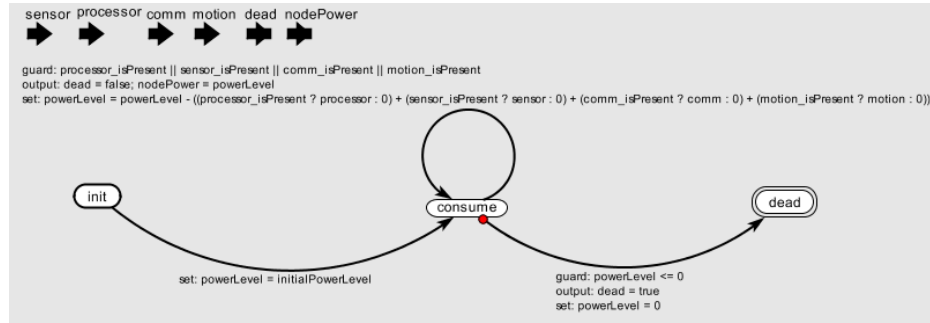 sensor processor comm motion dead nodePower
guard: processor_isPresent || sensor_isPresent || comm_isPresent || motion_isPresent
output: dead = false; nodePower = powerLevel
set: powerLevel = powerLevel - ((processor_isPresent ? processor : 0) + (sensor_isPresent ? sensor : 0) + (comm_isPresent ? comm : 0) + (motion_isPresent ? motion : 0))
init
consume
dead
set: powerLevel = initialPowerLevel
guard: powerLevel <= 0
output: dead = true
set: powerLevel = 0